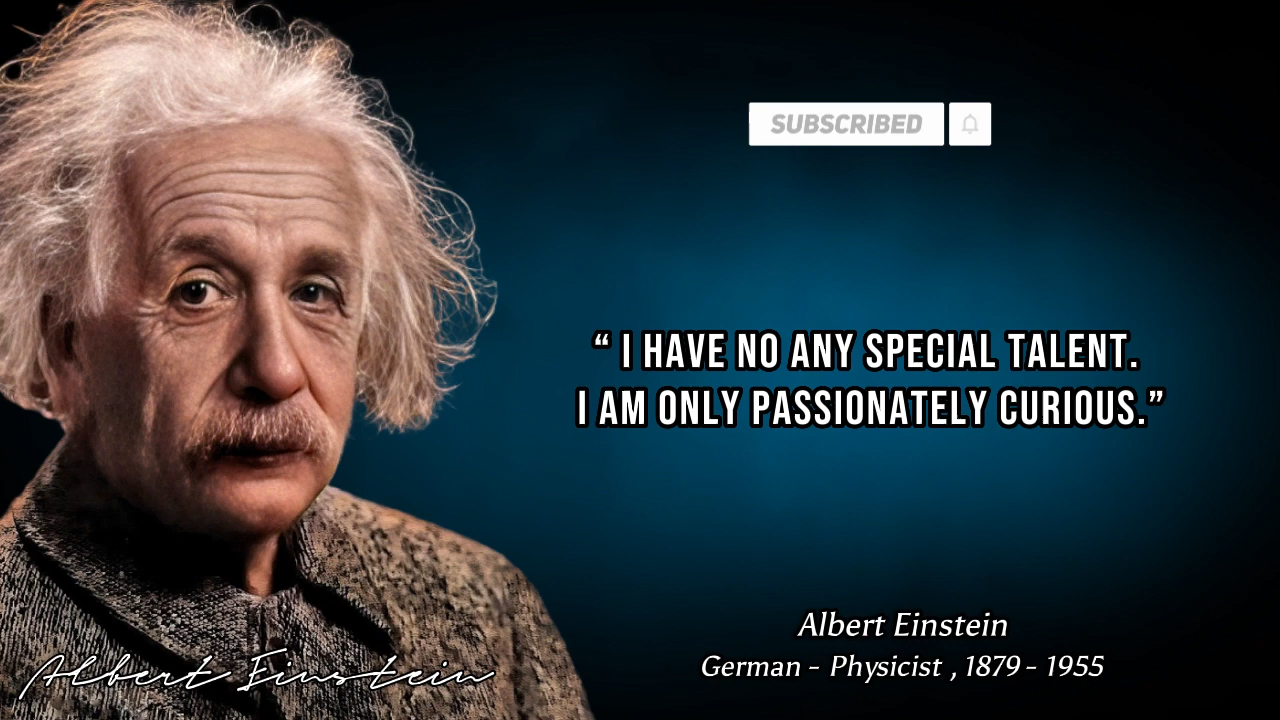 SUBSCRIBED
“ I HAVE NO ANY SPECIAL TALENT.
I AM ONLY PASSIONATELY CURIOUS.”
Albert Einstein
German - Physicist , 1879 - 1955
Albert Einstein